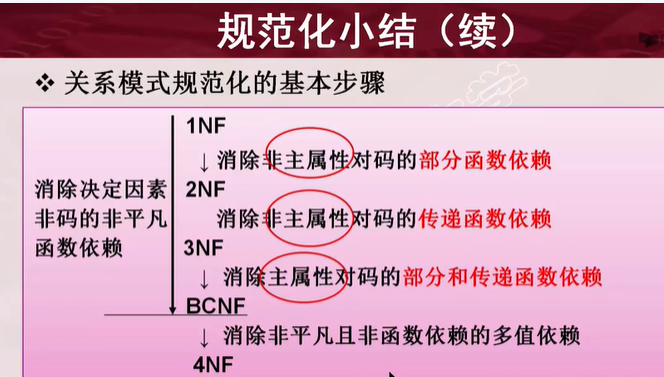 规范化小结（续）
❖ 关系模式规范化的基本步骤
1NF
↓消除非主属性对码的部分函数依赖
消除决定因素 2NF
非码的非平凡 消除非主属性对码的传递函数依赖
函数依赖 3NF
↓ 消除主属性对码的部分和传递函数依赖
BCNF
↓ 消除非平凡且非函数依赖的多值依赖
4NF